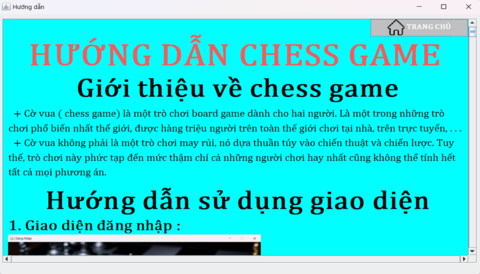 Hướng dẫn
TRANG CHỦ
HƯỚNG DẪN CHESS GAME
Giới thiệu về chess game
+ Cờ vua ( chess game) là một trò chơi board game dành cho hai người. Là một trong những trò
chơi phổ biến nhất thế giới, được hàng triệu người trên toàn thế giới chơi tại nhà, trên trực tuyến, . . .
+ Cờ vua không phải là một trò chơi may rủi, nó dựa thuần túy vào chiến thuật và chiến lược. Tuy
thế, trò chơi này phức tạp đến mức thậm chí cả những người chơi hay nhất cũng không thể tính hết
tất cả mọi phương án.
Hướng dẫn sử dụng giao diện
1. Giao diện đăng nhập :